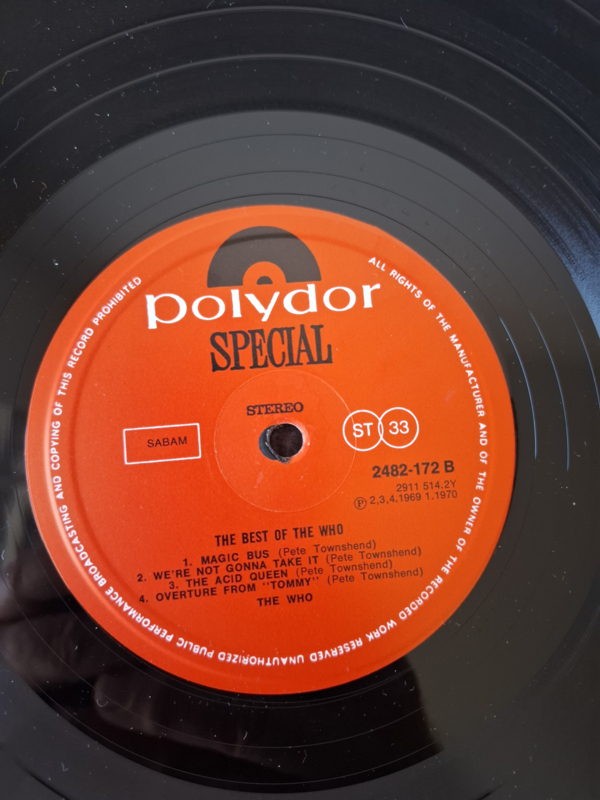 polydor
SPECIAL
STEREO
SABAM
ST 33
2482-172 B
2911 514.2Y
Ⓟ 2,3,4.1969 1.1970
THE BEST OF THE WHO
1. MAGIC BUS (Pete Townshend)
2. WE'RE NOT GONNA TAKE IT (Pete Townshend)
3. THE ACID QUEEN (Pete Townshend)
4. OVERTURE FROM "TOMMY" (Pete Townshend)
THE WHO
ALL RIGHTS OF THE MANUFACTURER AND OF THE OWNER OF THE RECORDED WORK RESERVED UNAUTHORIZED PUBLIC PERFORMANCE BROADCASTING AND COPYING OF THIS RECORD PROHIBITED